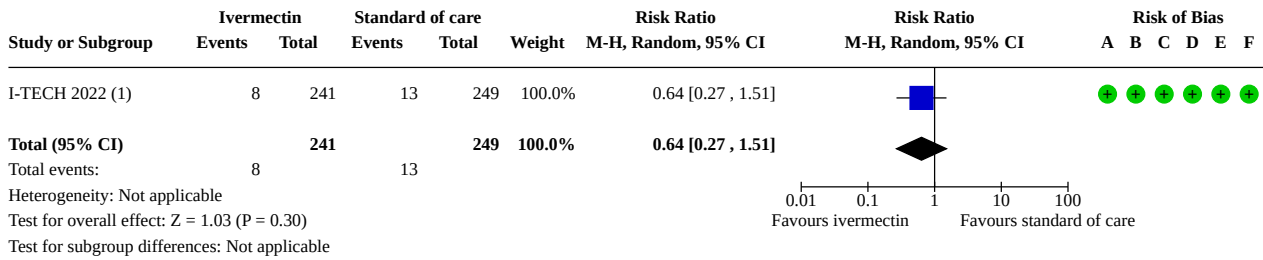 Ivermectin Standard of care Risk Ratio Risk Ratio Risk of Bias
Study or Subgroup Events Total Events Total Weight M-H, Random, 95% CI M-H, Random, 95% CI A B C D E F
I-TECH 2022 (1) 8 241 13 249 100.0% 0.64 [0.27 , 1.51] + + + + + +
Total (95% CI) 241 249 100.0% 0.64 [0.27 , 1.51]
Total events: 8 13
Heterogeneity: Not applicable 0.01 0.1 1 10 100
Test for overall effect: Z = 1.03 (P = 0.30) Favours ivermectin Favours standard of care
Test for subgroup differences: Not applicable